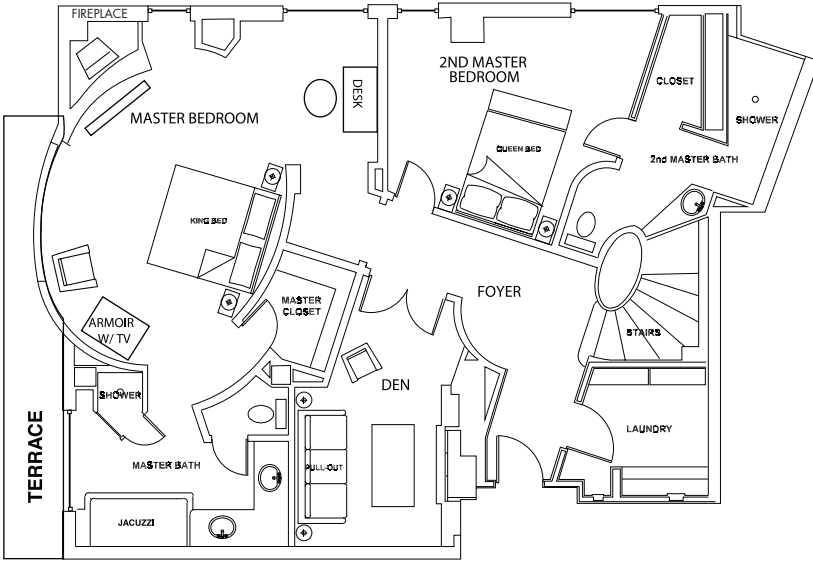 FIREPLACE
MASTER BEDROOM
DESK
2ND MASTER
BEDROOM
CLOSET
SHOWER
QUEEN BED
2nd MASTER BATH
KING BED
MASTER
CLOSET
FOYER
ARMOIR
W/ TV
STAIRS
SHOWER
DEN
LAUNDRY
TERRACE
MASTER BATH
PULL-OUT
JACUZZI